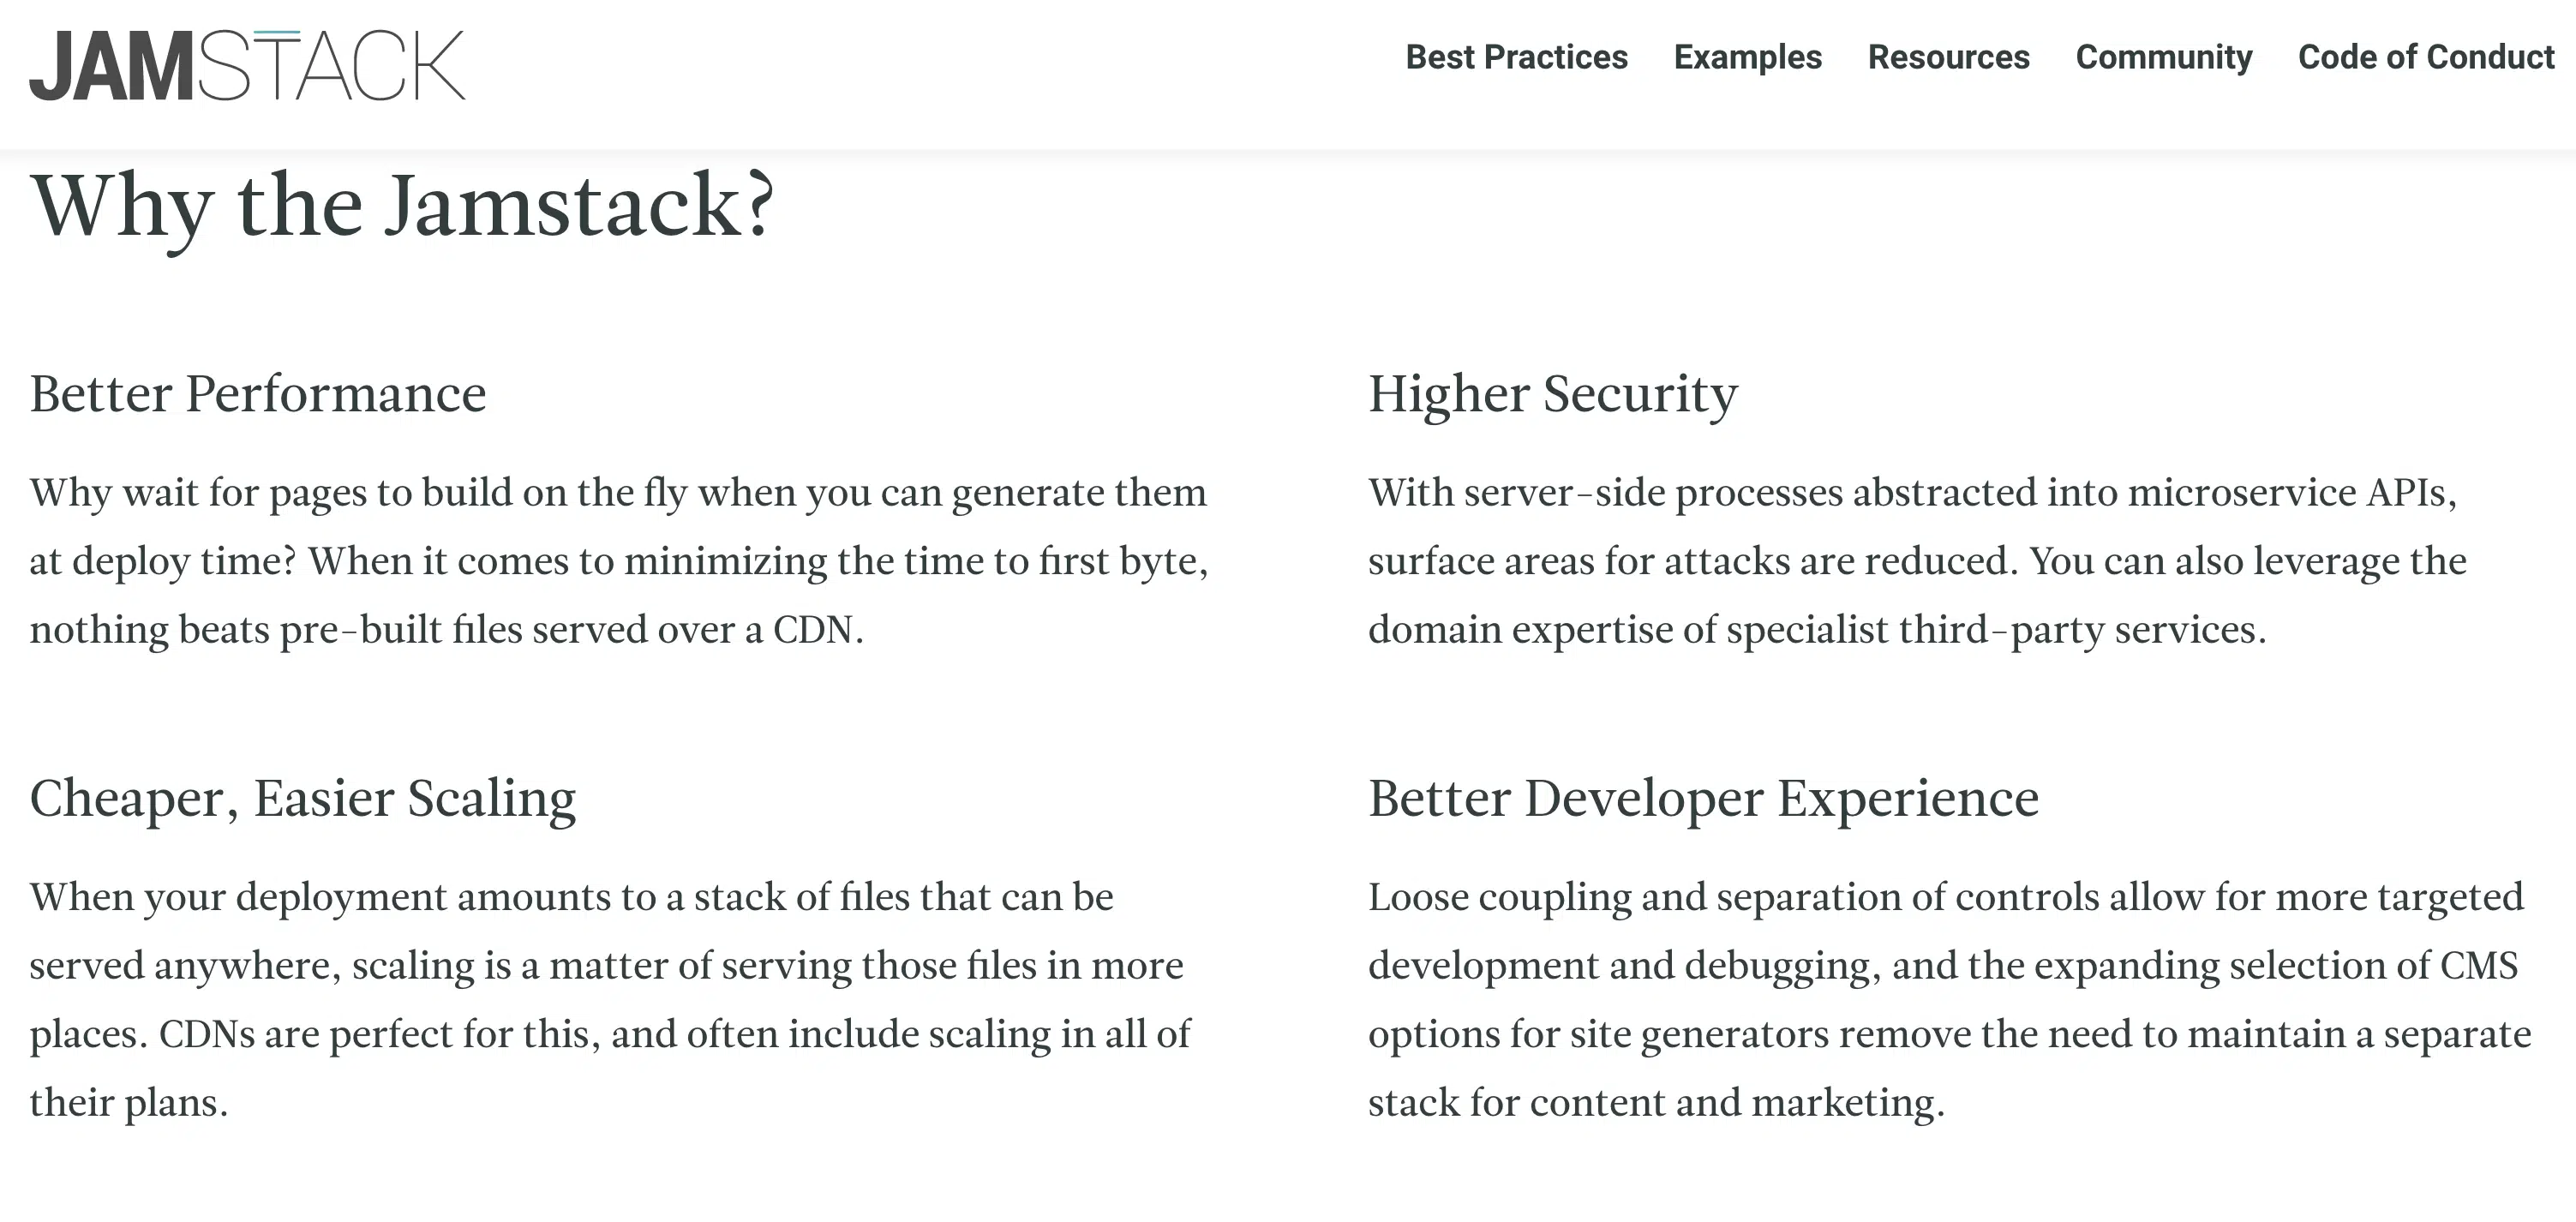 JAMSTACK
Best Practices Examples Resources Community Code of Conduct
Why the Jamstack?
Better Performance
Why wait for pages to build on the fly when you can generate them
at deploy time? When it comes to minimizing the time to first byte,
nothing beats pre-built files served over a CDN.
Higher Security
With server-side processes abstracted into microservice APIs,
surface areas for attacks are reduced. You can also leverage the
domain expertise of specialist third-party services.
Cheaper, Easier Scaling
When your deployment amounts to a stack of files that can be
served anywhere, scaling is a matter of serving those files in more
places. CDNs are perfect for this, and often include scaling in all of
their plans.
Better Developer Experience
Loose coupling and separation of controls allow for more targeted
development and debugging, and the expanding selection of CMS
options for site generators remove the need to maintain a separate
stack for content and marketing.